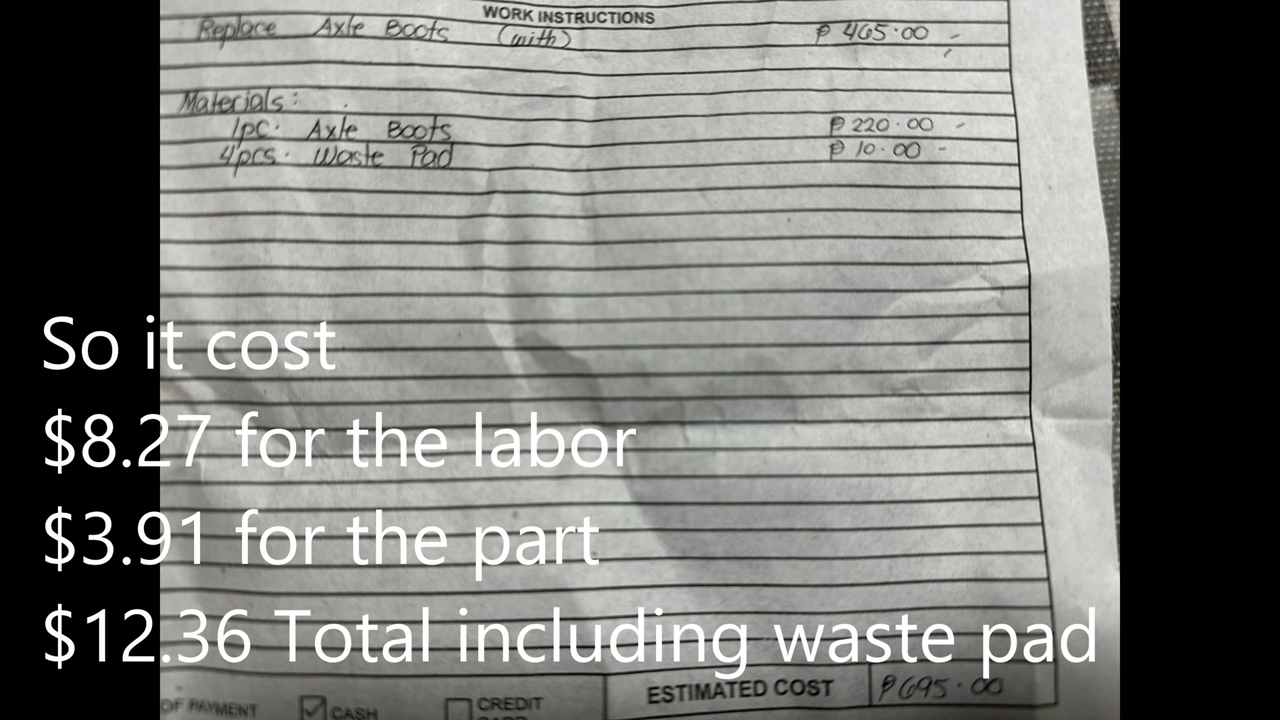 WORK INSTRUCTIONS
Replace Axle Boots (with) ₱ 465.00 -
Materials:
1pc. Axle Boots ₱ 220.00 -
4pcs. Waste Pad ₱ 10.00 -
So it cost
$8.27 for the labor
$3.91 for the part
$12.36 Total including waste pad
ESTIMATED COST ₱695.00
OF PAYMENT CASH CREDIT
CARD